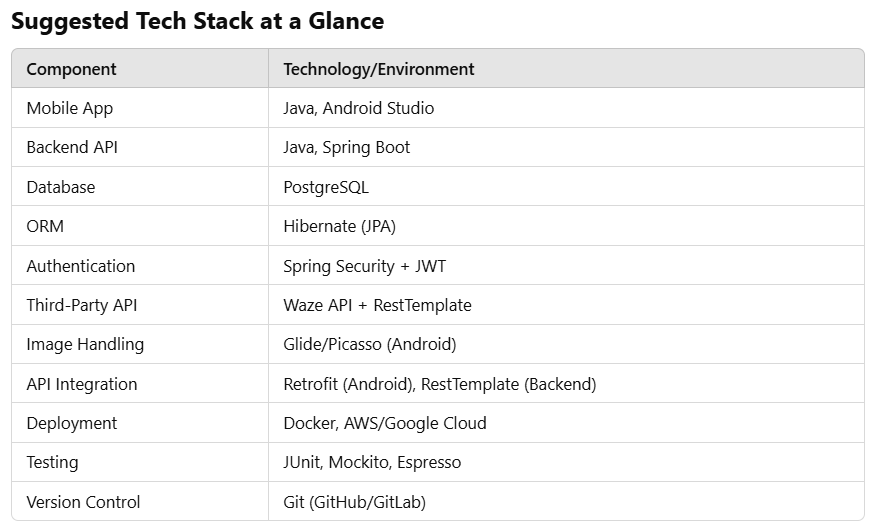 Suggested Tech Stack at a Glance
Component Technology/Environment
Mobile App Java, Android Studio
Backend API Java, Spring Boot
Database PostgreSQL
ORM Hibernate (JPA)
Authentication Spring Security + JWT
Third-Party API Waze API + RestTemplate
Image Handling Glide/Picasso (Android)
API Integration Retrofit (Android), RestTemplate (Backend)
Deployment Docker, AWS/Google Cloud
Testing JUnit, Mockito, Espresso
Version Control Git (GitHub/GitLab)